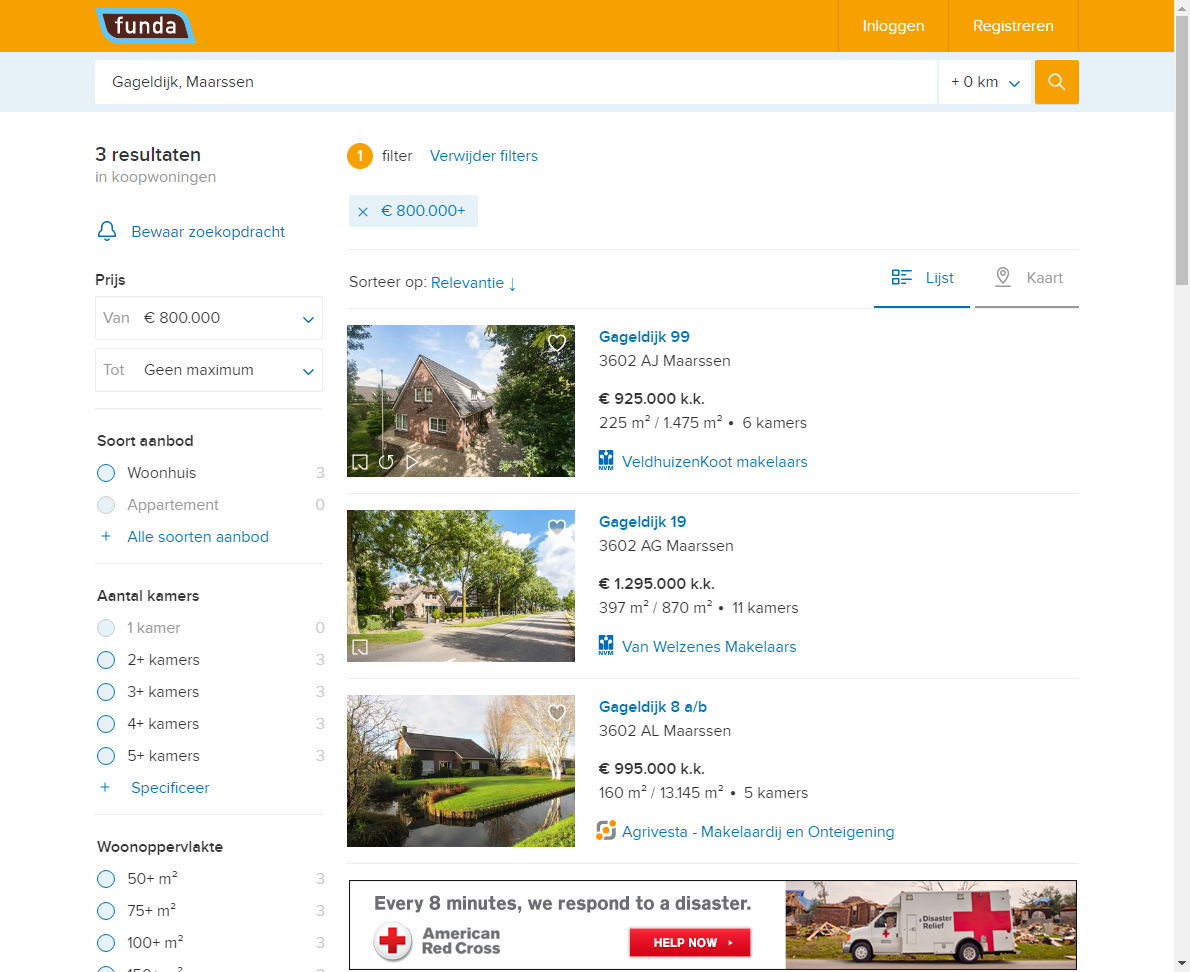 funda
Inloggen
Registreren
Gageldijk, Maarssen
+ 0 km
3 resultaten
in koopwoningen
1 filter Verwijder filters
€ 800.000+
Bewaar zoekopdracht
Sorteer op: Relevantie ↓
Lijst
Kaart
Prijs
Van € 800.000
Tot Geen maximum
Soort aanbod
Woonhuis 3
Appartement 0
+ Alle soorten aanbod
Aantal kamers
1 kamer 0
2+ kamers 3
3+ kamers 3
4+ kamers 3
5+ kamers 3
+ Specificeer
Woonoppervlakte
50+ m² 3
75+ m² 3
100+ m² 3
Gageldijk 99
3602 AJ Maarssen
€ 925.000 k.k.
225 m² / 1.475 m² • 6 kamers
NVM VeldhuizenKoot makelaars
Gageldijk 19
3602 AG Maarssen
€ 1.295.000 k.k.
397 m² / 870 m² • 11 kamers
NVM Van Welzenes Makelaars
Gageldijk 8 a/b
3602 AL Maarssen
€ 995.000 k.k.
160 m² / 13.145 m² • 5 kamers
Agrivesta - Makelaardij en Onteigening
Every 8 minutes, we respond to a disaster.
American
Red Cross
HELP NOW
Disaster
Relief